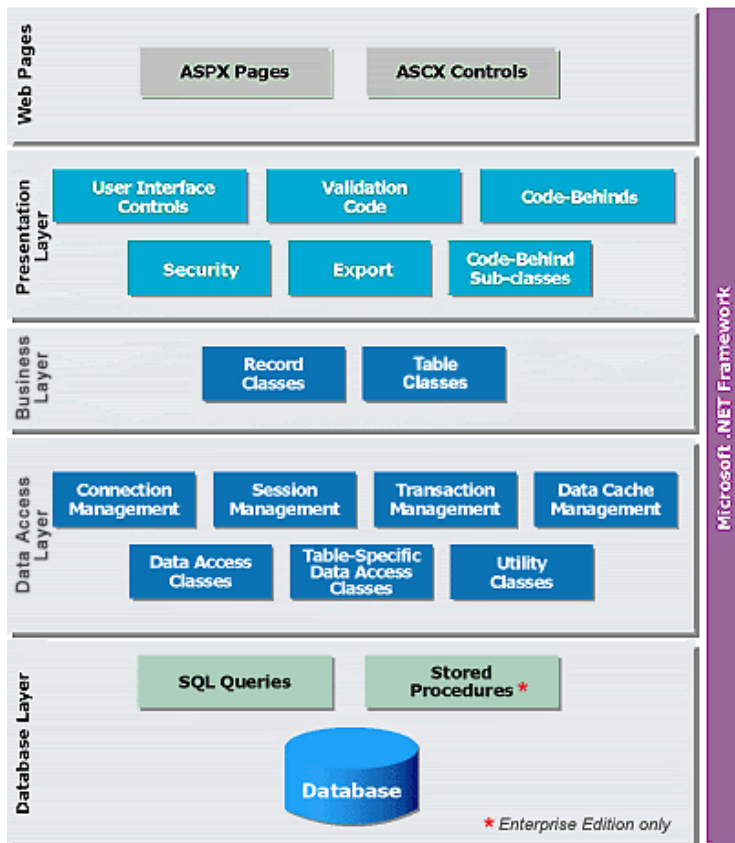 Web Pages
ASPX Pages
ASCX Controls
Presentation
Layer
User Interface
Controls
Validation
Code
Code-Behinds
Security
Export
Code-Behind
Sub-classes
Business
Layer
Record
Classes
Table
Classes
Data Access
Layer
Connection
Management
Session
Management
Transaction
Management
Data Cache
Management
Data Access
Classes
Table-Specific
Data Access
Classes
Utility
Classes
Database Layer
SQL Queries
Stored
Procedures *
Database
* Enterprise Edition only
Microsoft .NET Framework